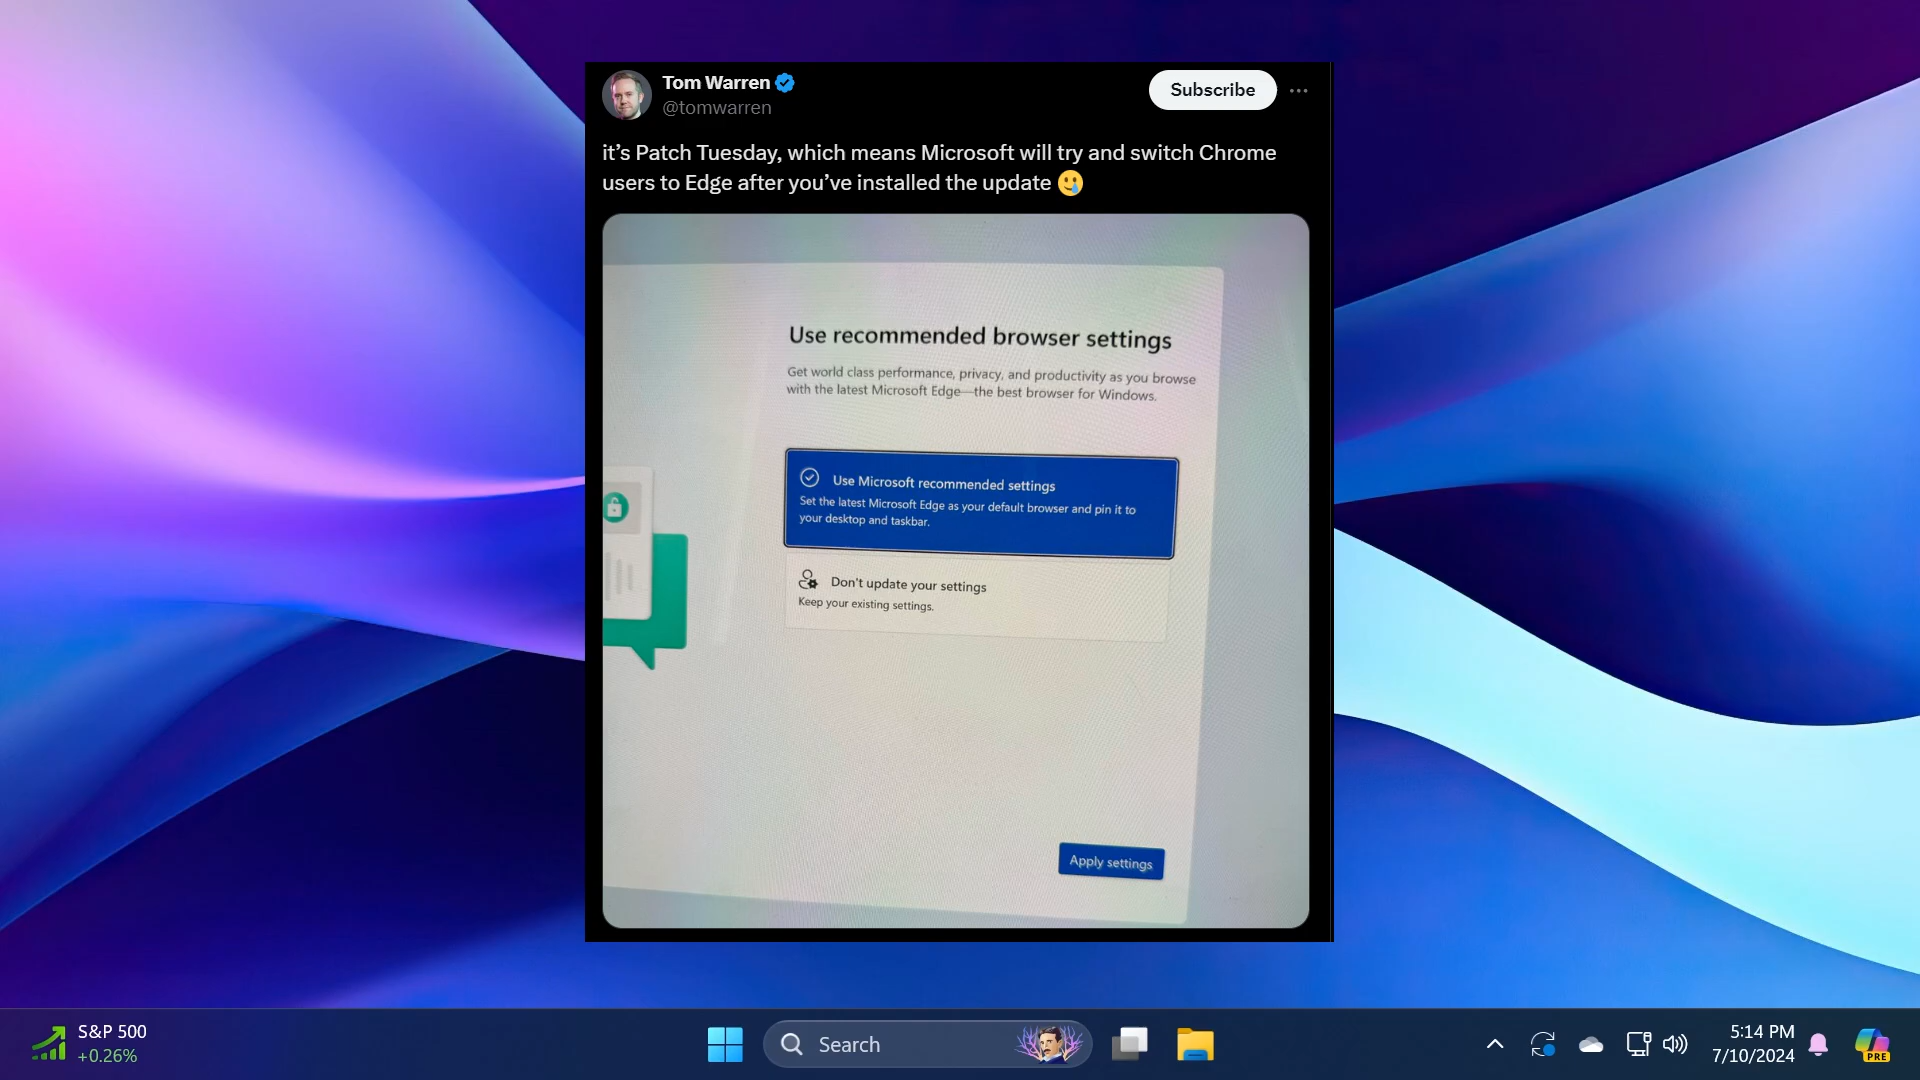 Tom Warren
@tomwarren
Subscribe
it’s Patch Tuesday, which means Microsoft will try and switch Chrome
users to Edge after you’ve installed the update 🥲
Use recommended browser settings
Get world class performance, privacy, and productivity as you browse
with the latest Microsoft Edge—the best browser for Windows.
Use Microsoft recommended settings
Set the latest Microsoft Edge as your default browser and pin it to
your desktop and taskbar.
Don't update your settings
Keep your existing settings.
Apply settings
S&P 500
+0.26%
Search
5:14 PM
7/10/2024
PRE